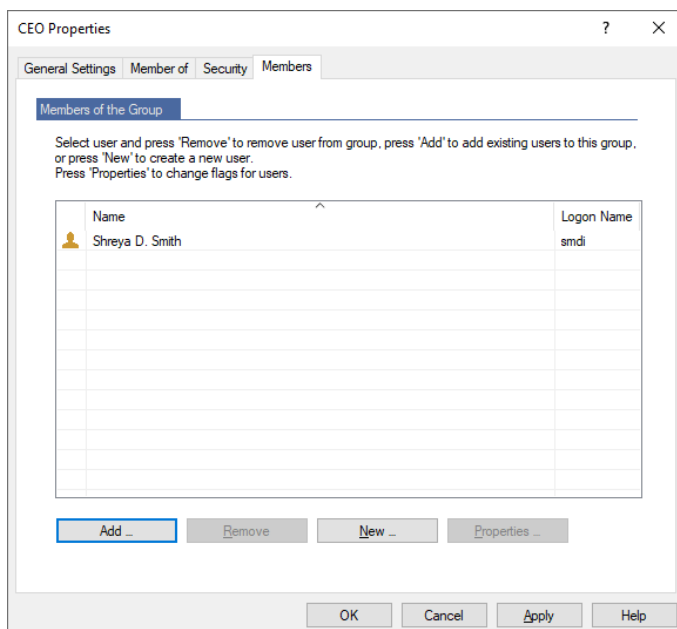 CEO Properties
?
General Settings
Member of
Security
Members
Members of the Group
Select user and press 'Remove' to remove user from group, press 'Add' to add existing users to this group,
or press 'New' to create a new user.
Press 'Properties' to change flags for users.
Name
Logon Name
Shreya D. Smith
smdi
Add ...
Remove
New ...
Properties ...
OK
Cancel
Apply
Help